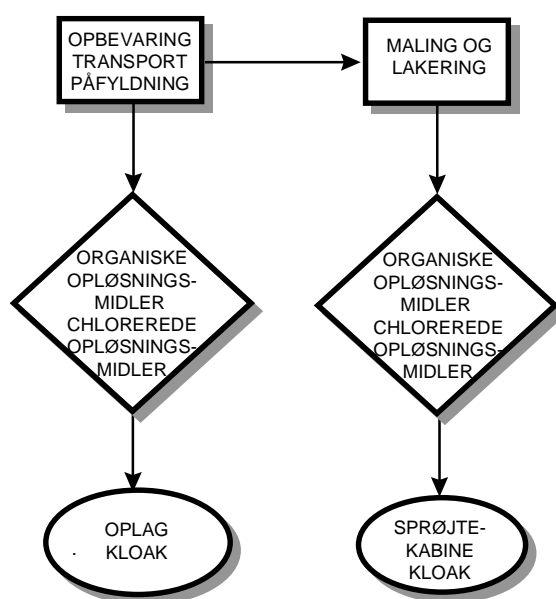 OPBEVARING
TRANSPORT
PÅFYLDNING
MALING OG
LAKERING
ORGANISKE
OPLØSNINGS-
MIDLER
CHLOREREDE
OPLØSNINGS-
MIDLER
ORGANISKE
OPLØSNINGS-
MIDLER
CHLOREREDE
OPLØSNINGS-
MIDLER
OPLAG
. KLOAK
SPRØJTE-
KABINE
KLOAK